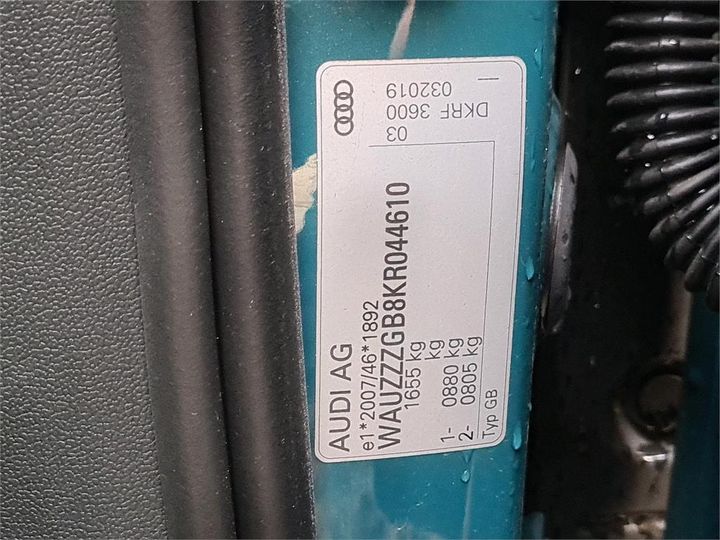 AUDI AG
e1*2007/46*1892
WAUZZZGB8KR044610
1655 kg
kg
1- 0880 kg
2- 0805 kg
Typ GB
03
DKRF 3600
032019